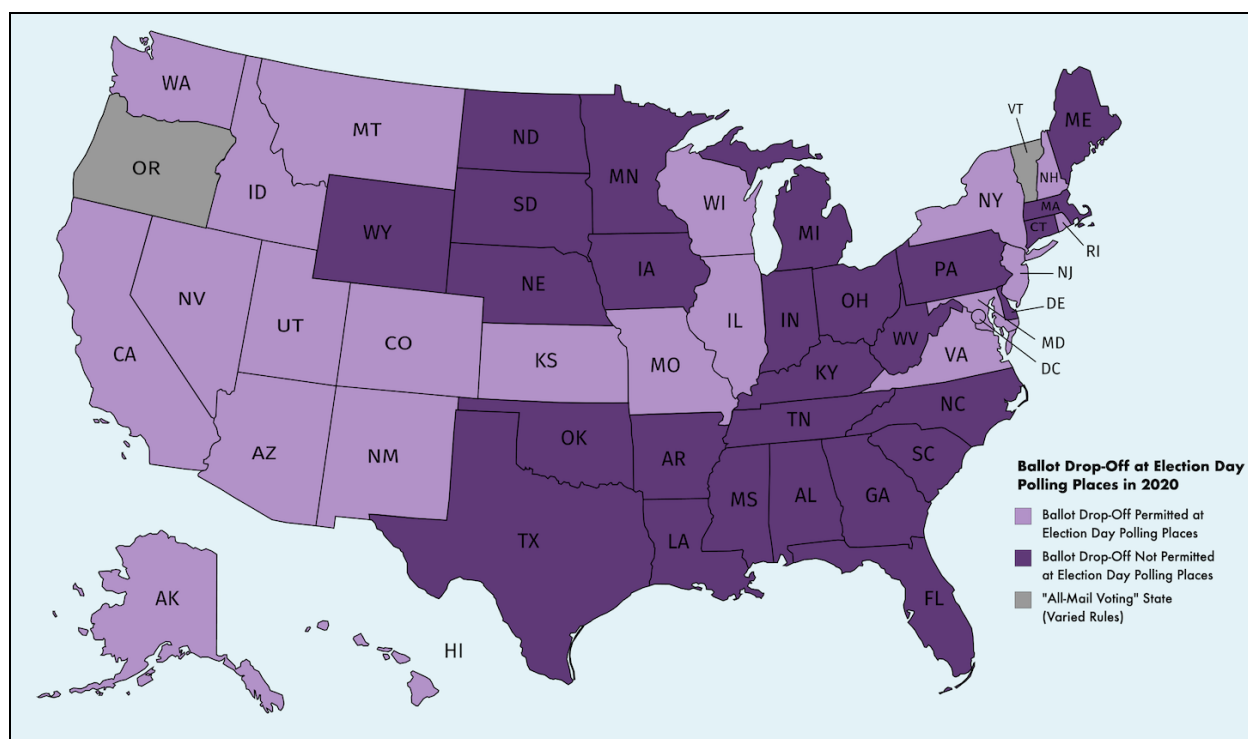 WA
MT
ND
MN
VT
ME
OR
ID
SD
WI
NY
NH
MA
CT
RI
WY
MI
IA
PA
NJ
NE
NV
UT
CO
IL
IN
OH
DE
WV
MD
CA
KS
MO
VA
DC
KY
AZ
NM
OK
TN
NC
AR
SC
MS
AL
GA
TX
LA
FL
AK
HI
Ballot Drop-Off at Election Day
Polling Places in 2020
Ballot Drop-Off Permitted at
Election Day Polling Places
Ballot Drop-Off Not Permitted
at Election Day Polling Places
"All-Mail Voting" State
(Varied Rules)